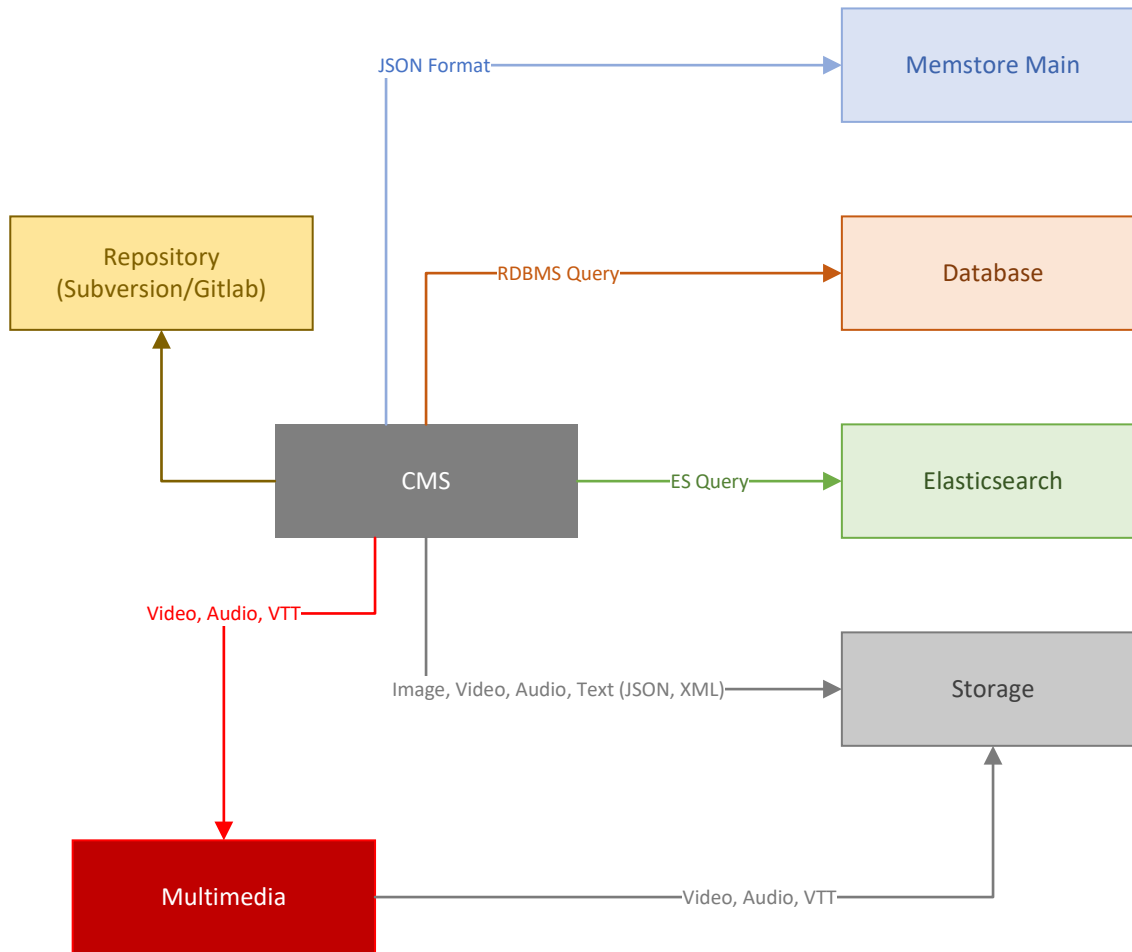 JSON Format
Memstore Main
Repository
(Subversion/Gitlab)
RDBMS Query
Database
CMS
ES Query
Elasticsearch
Video, Audio, VTT
Image, Video, Audio, Text (JSON, XML)
Storage
Multimedia
Video, Audio, VTT